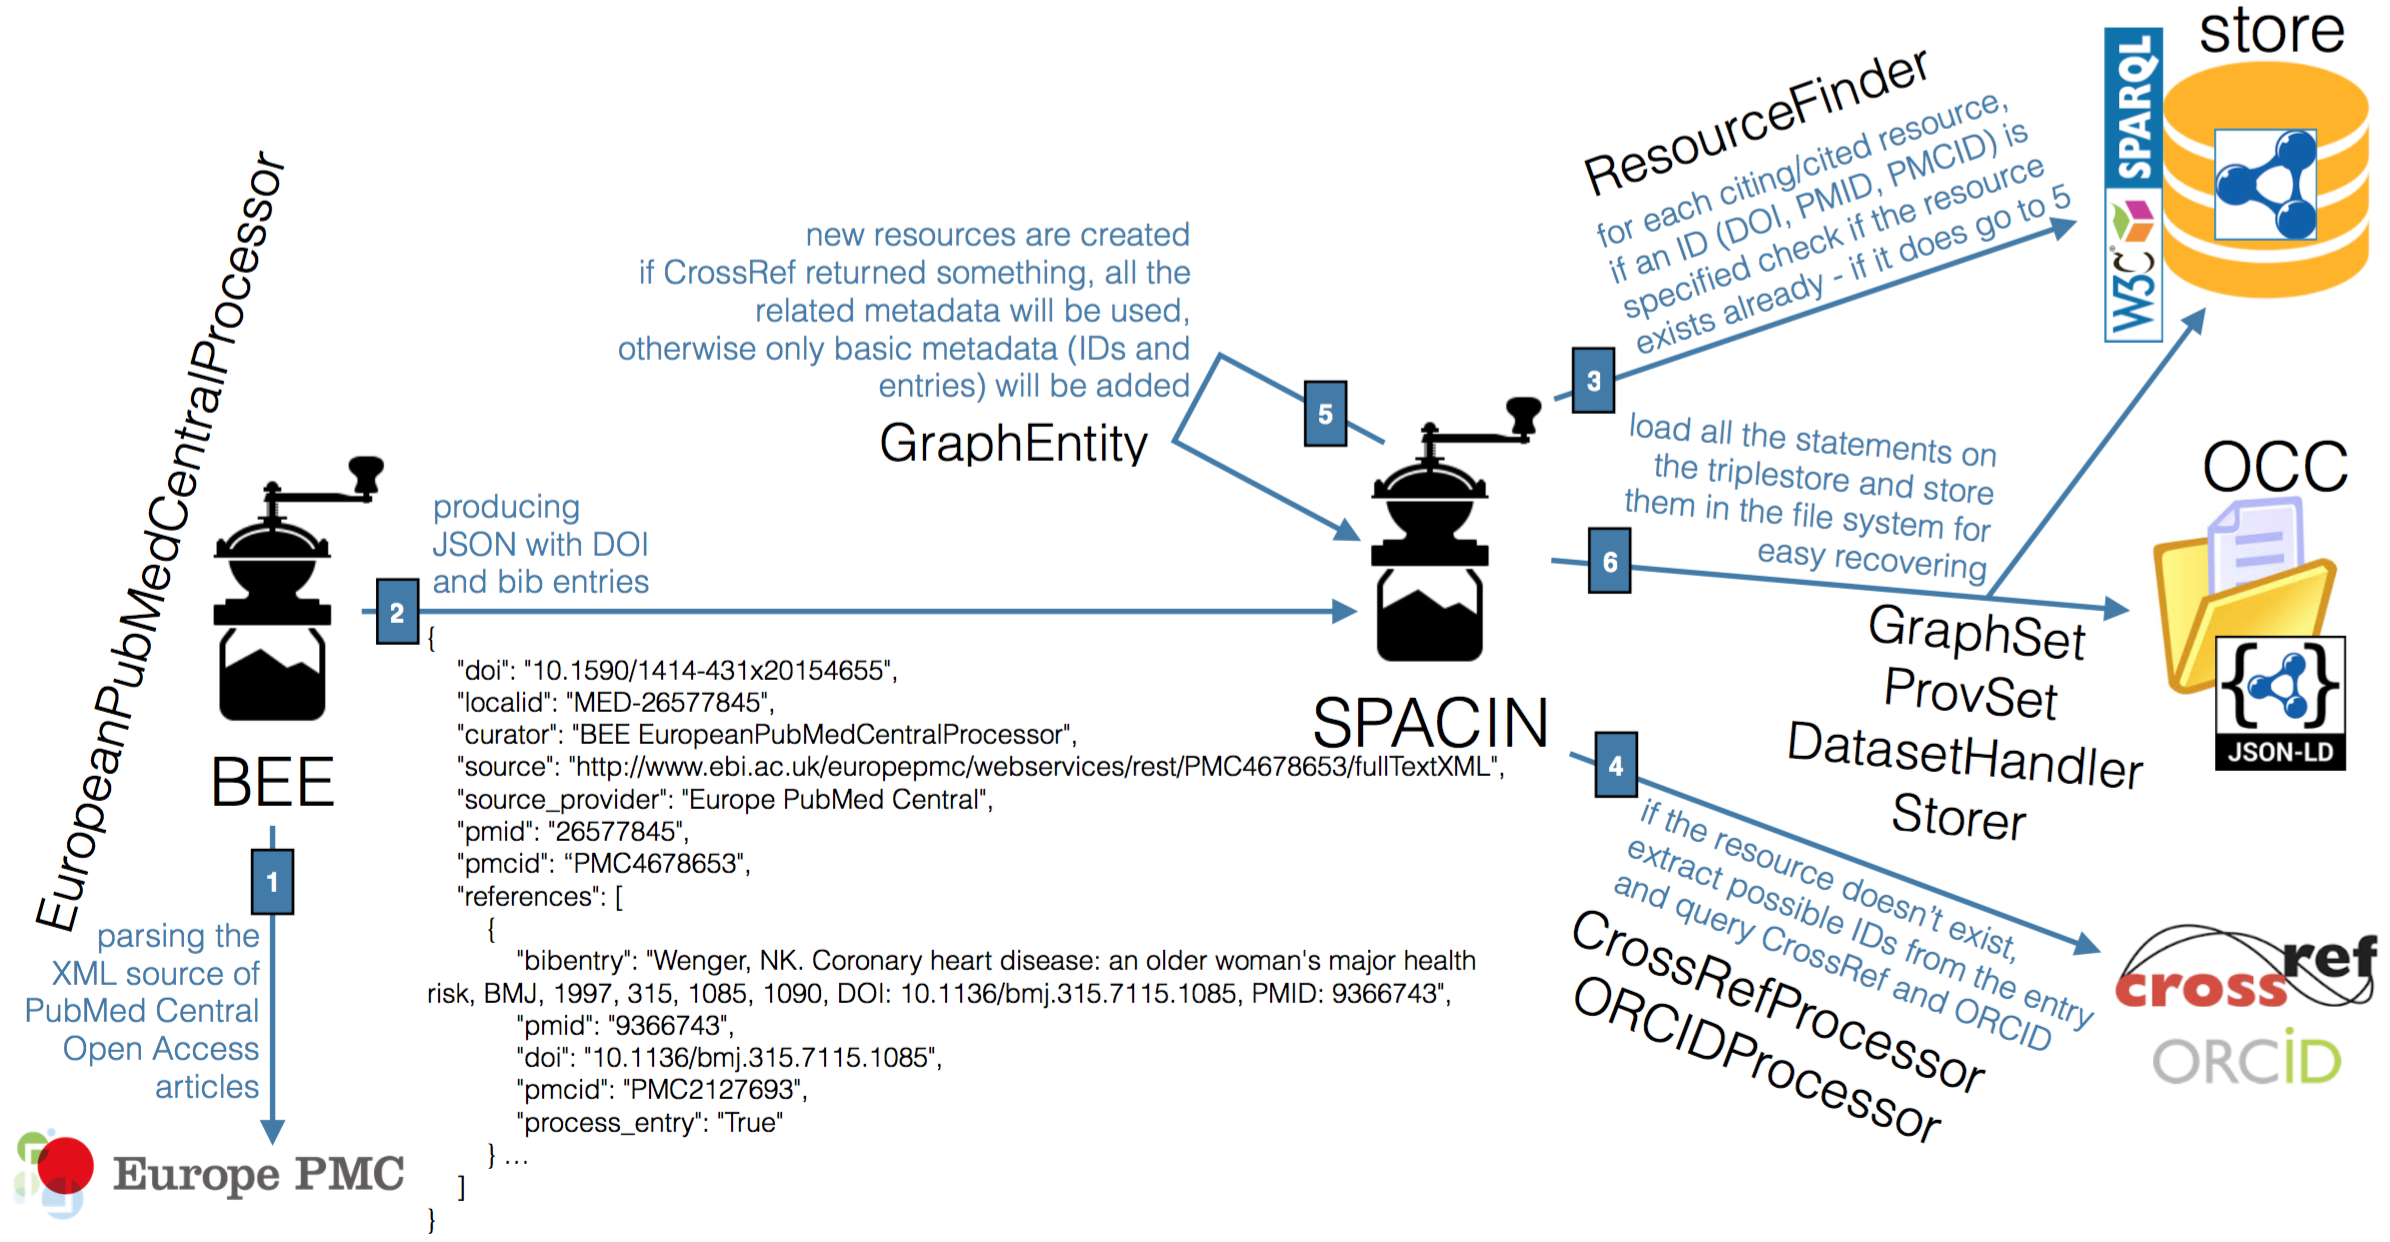 EuropeanPubMedCentralProcessor
BEE
1
parsing the
XML source of
PubMed Central
Open Access
articles
Europe PMC
2
producing
JSON with DOI
and bib entries
{
"doi": "10.1590/1414-431x20154655",
"localid": "MED-26577845",
"curator": "BEE EuropeanPubMedCentralProcessor",
"source": "http://www.ebi.ac.uk/europepmc/webservices/rest/PMC4678653/fullTextXML",
"source_provider": "Europe PubMed Central",
"pmid": "26577845",
"pmcid": “PMC4678653",
"references": [
{
"bibentry": "Wenger, NK. Coronary heart disease: an older woman's major health
risk, BMJ, 1997, 315, 1085, 1090, DOI: 10.1136/bmj.315.7115.1085, PMID: 9366743",
"pmid": "9366743",
"doi": "10.1136/bmj.315.7115.1085",
"pmcid": "PMC2127693",
"process_entry": "True"
} ...
]
}
new resources are created
if CrossRef returned something, all the
related metadata will be used,
otherwise only basic metadata (IDs and
entries) will be added
GraphEntity
5
SPACIN
3
ResourceFinder
for each citing/cited resource,
if an ID (DOI, PMID, PMCID) is
specified check if the resource
exists already - if it does go to 5
store
W3C® SPARQL
6
load all the statements on
the triplestore and store
them in the file system for
easy recovering
GraphSet
ProvSet
DatasetHandler
Storer
OCC
{ }
JSON-LD
4
if the resource doesn’t exist,
extract possible IDs from the entry
and query CrossRef and ORCID
CrossRefProcessor
ORCIDProcessor
crossref
ORCiD